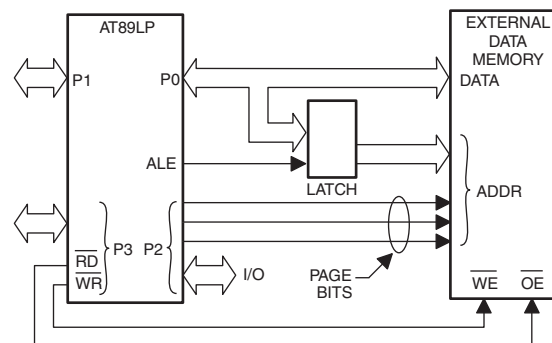 AT89LP
EXTERNAL
DATA
MEMORY
P1
P0
DATA
ALE
LATCH
ADDR
P3
P2
RD
WR
I/O
PAGE
BITS
WE
OE